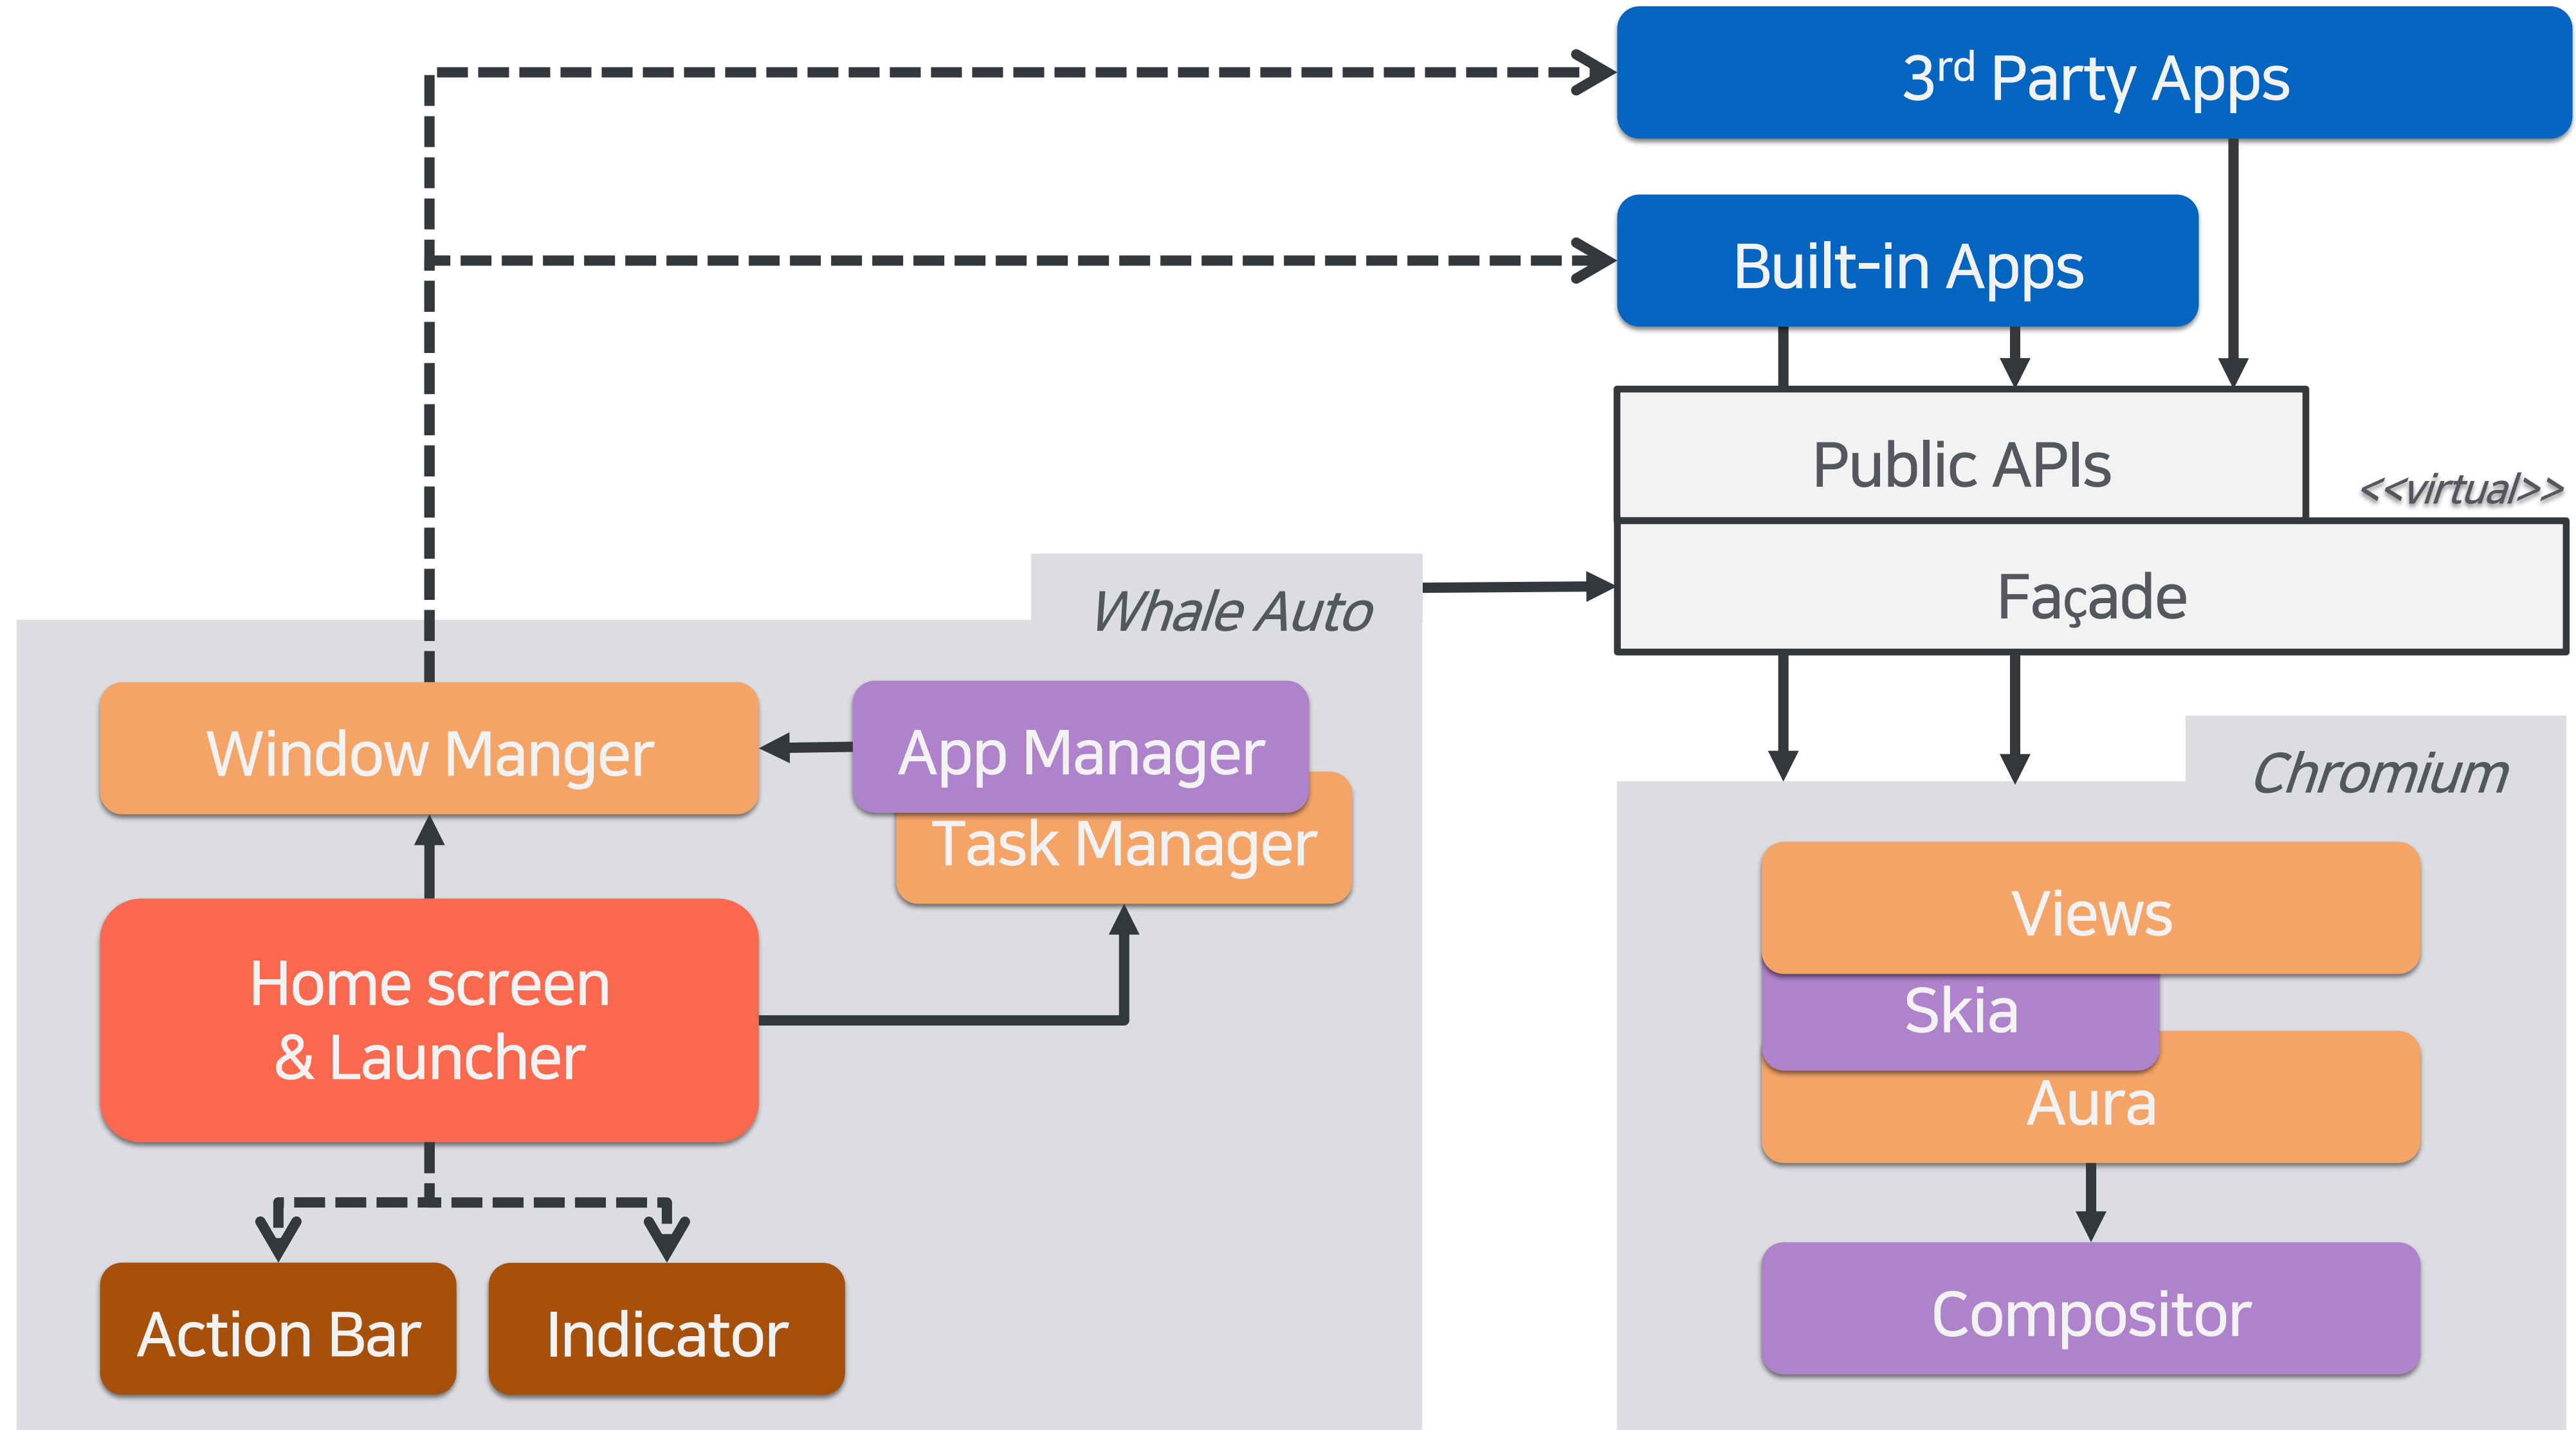 3rd Party Apps
Built-in Apps
Public APIs
<<virtual>>
Façade
Whale Auto
Window Manger
App Manager
Task Manager
Home screen
& Launcher
Action Bar
Indicator
Chromium
Views
Skia
Aura
Compositor